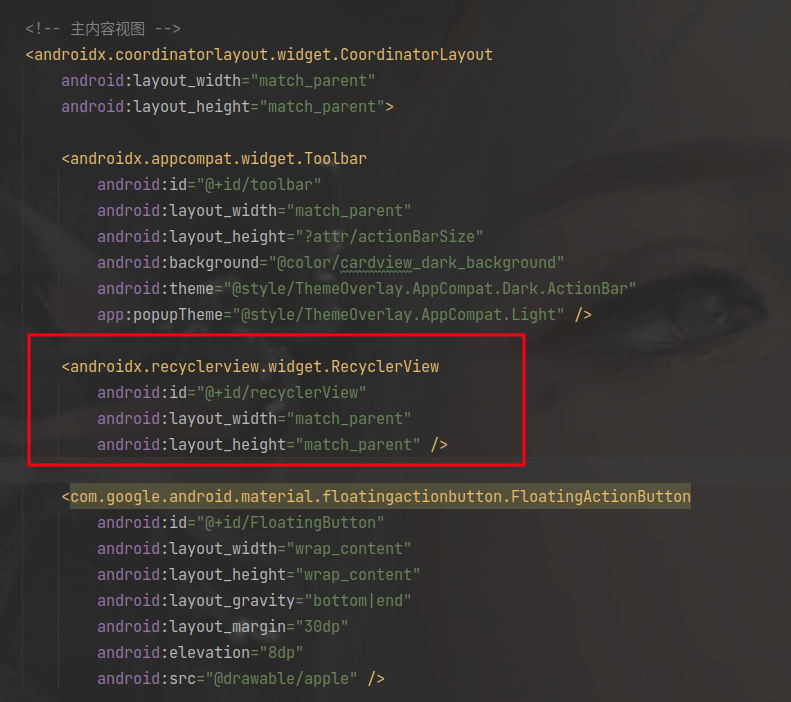 <!-- 主内容视图 -->
<androidx.coordinatorlayout.widget.CoordinatorLayout
android:layout_width="match_parent"
android:layout_height="match_parent">
<androidx.appcompat.widget.Toolbar
android:id="@+id/toolbar"
android:layout_width="match_parent"
android:layout_height="?attr/actionBarSize"
android:background="@color/cardview_dark_background"
android:theme="@style/ThemeOverlay.AppCompat.Dark.ActionBar"
app:popupTheme="@style/ThemeOverlay.AppCompat.Light" />
<androidx.recyclerview.widget.RecyclerView
android:id="@+id/recyclerView"
android:layout_width="match_parent"
android:layout_height="match_parent" />
<com.google.android.material.floatingactionbutton.FloatingActionButton
android:id="@+id/FloatingButton"
android:layout_width="wrap_content"
android:layout_height="wrap_content"
android:layout_gravity="bottom|end"
android:layout_margin="30dp"
android:elevation="8dp"
android:src="@drawable/apple" />